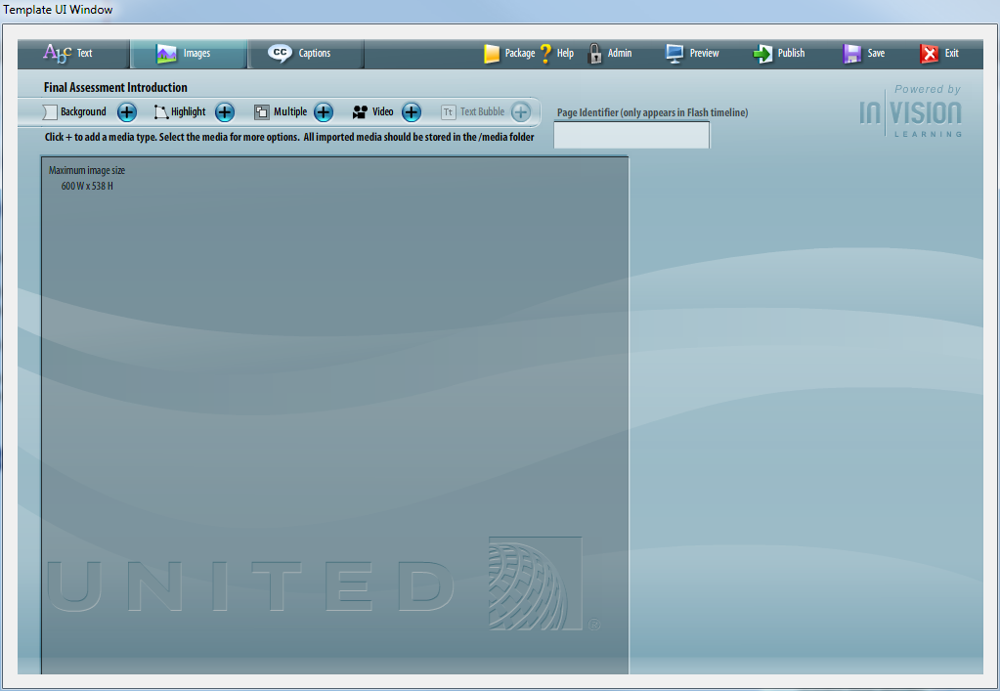 Template UI Window
ABC Text Images CC Captions Package ? Help Admin Preview Publish Save Exit
Final Assessment Introduction
Background Highlight Multiple Video Tt Text Bubble
Page Identifier (only appears in Flash timeline)
Click + to add a media type. Select the media for more options. All imported media should be stored in the /media folder
Powered by
INVISION
LEARNING
Maximum image size
600 W x 538 H
UNITED ®